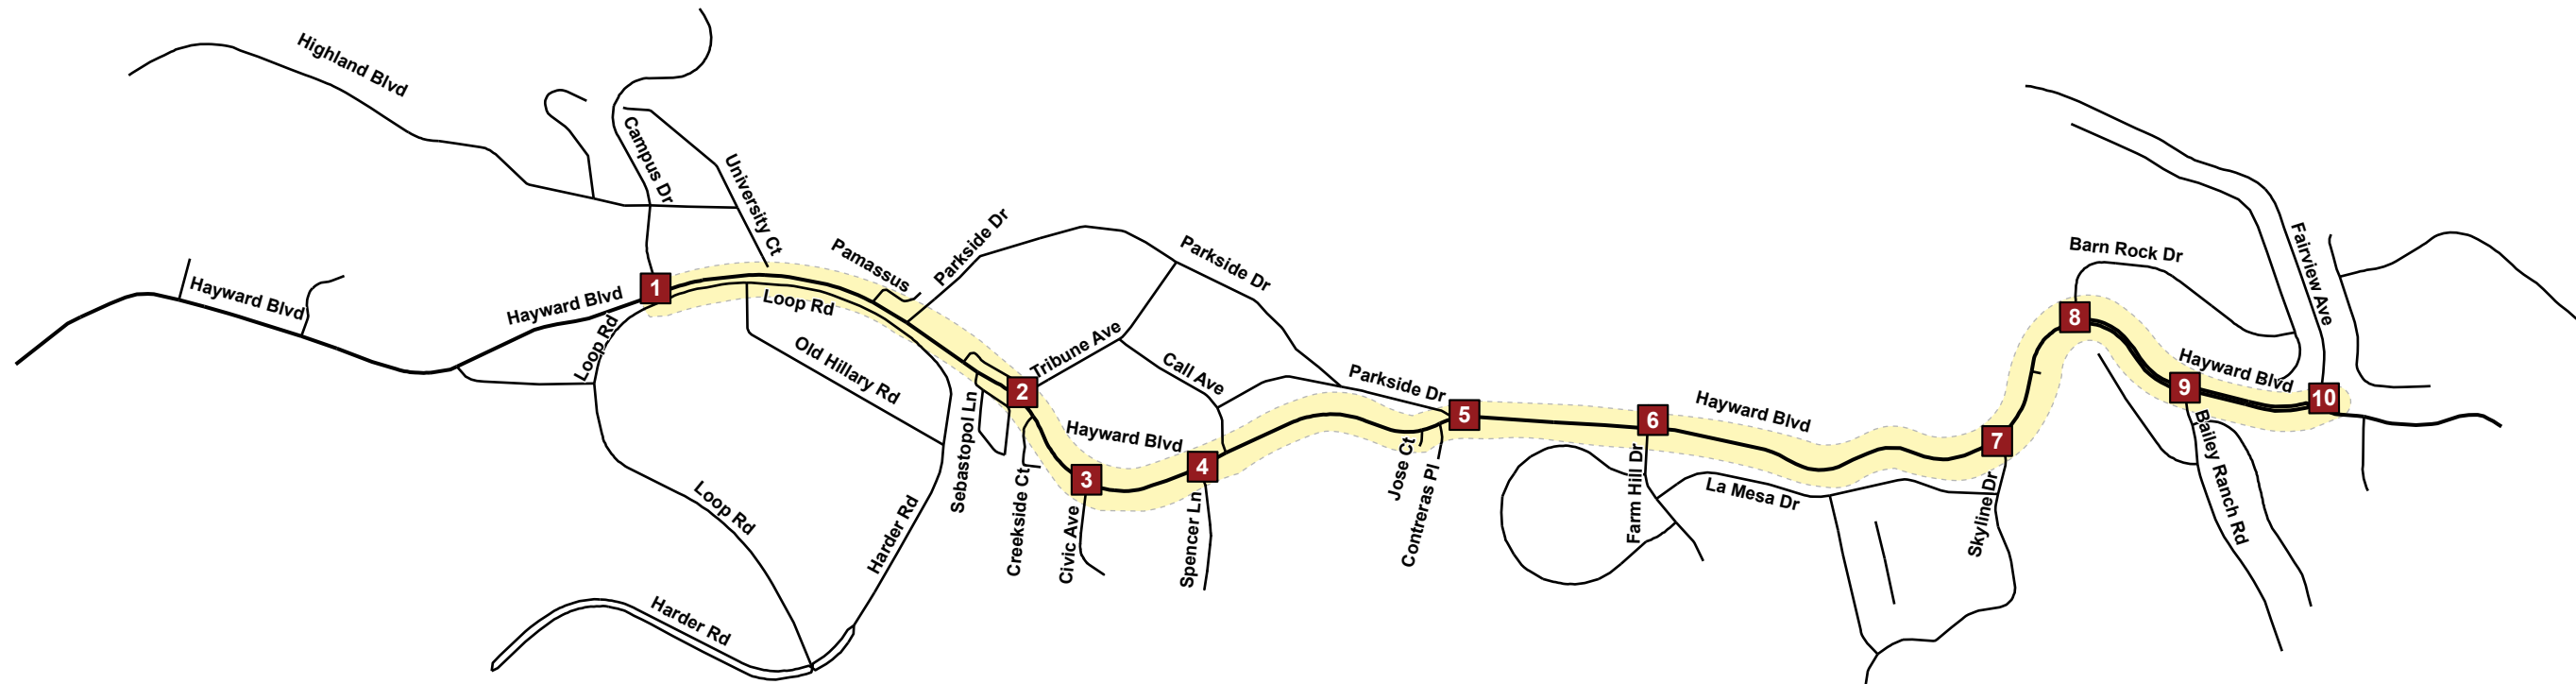 Highland Blvd
Campus Dr
University Ct
Hayward Blvd
Hayward Blvd
1
Loop Rd
Loop Rd
Pamassus
Parkside Dr
Parkside Dr
Old Hillary Rd
Loop Rd
Harder Rd
Harder Rd
Sebastopol Ln
2
Tribune Ave
Creekside Ct
Hayward Blvd
3
Civic Ave
Call Ave
4
Spencer Ln
Parkside Dr
5
Jose Ct
Contreras Pl
6
Farm Hill Dr
Hayward Blvd
La Mesa Dr
7
Skyline Dr
8
Barn Rock Dr
9
Hayward Blvd
Bailey Ranch Rd
Fairview Ave
10